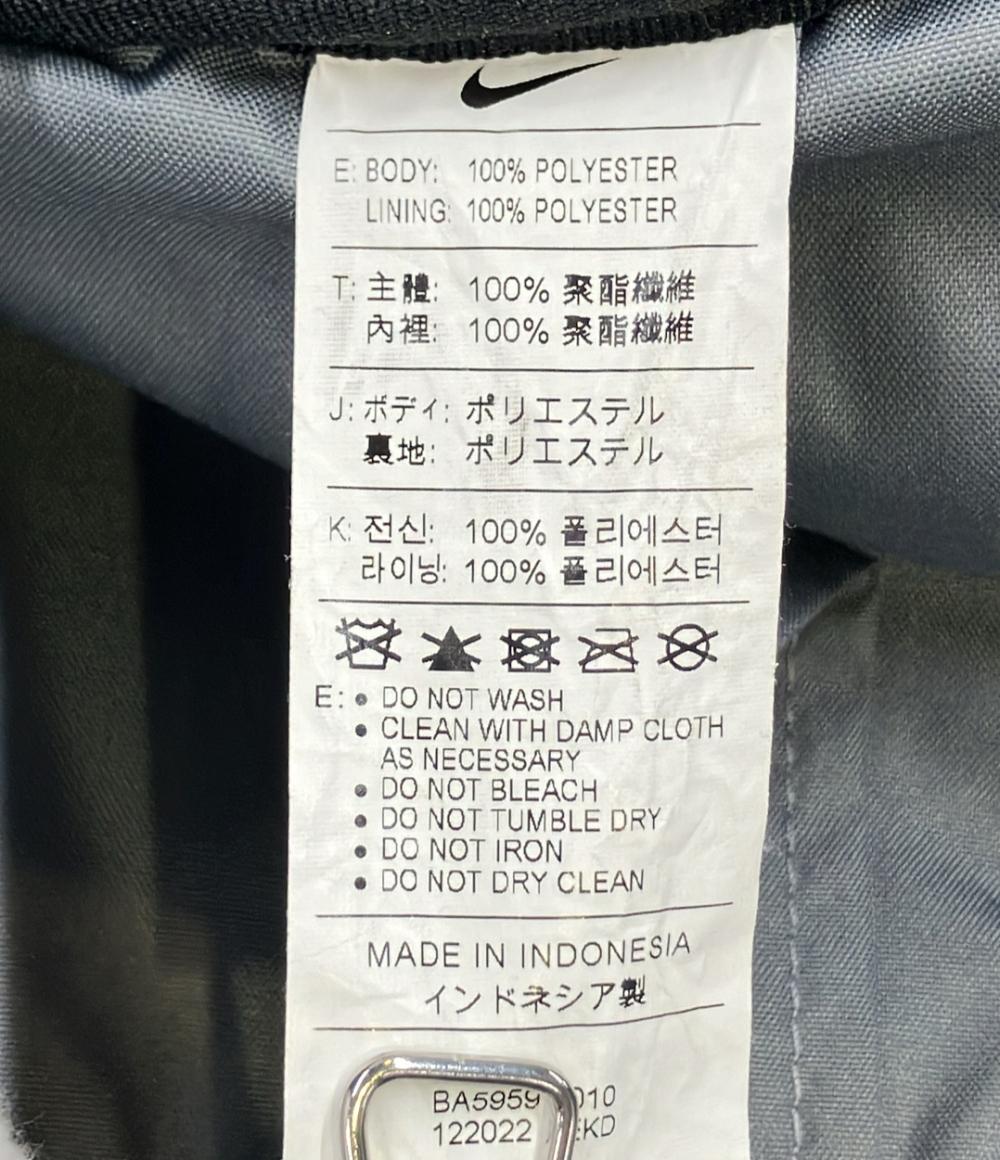 E: BODY: 100% POLYESTER
LINING: 100% POLYESTER
T: 主體: 100% 聚酯纖維
內裡: 100% 聚酯纖維
J: ボディ: ポリエステル
裏地: ポリエステル
K: 전신: 100% 폴리에스터
라이닝: 100% 폴리에스터
E: • DO NOT WASH
• CLEAN WITH DAMP CLOTH
AS NECESSARY
• DO NOT BLEACH
• DO NOT TUMBLE DRY
• DO NOT IRON
• DO NOT DRY CLEAN
MADE IN INDONESIA
インドネシア製
BA5959 010
122022